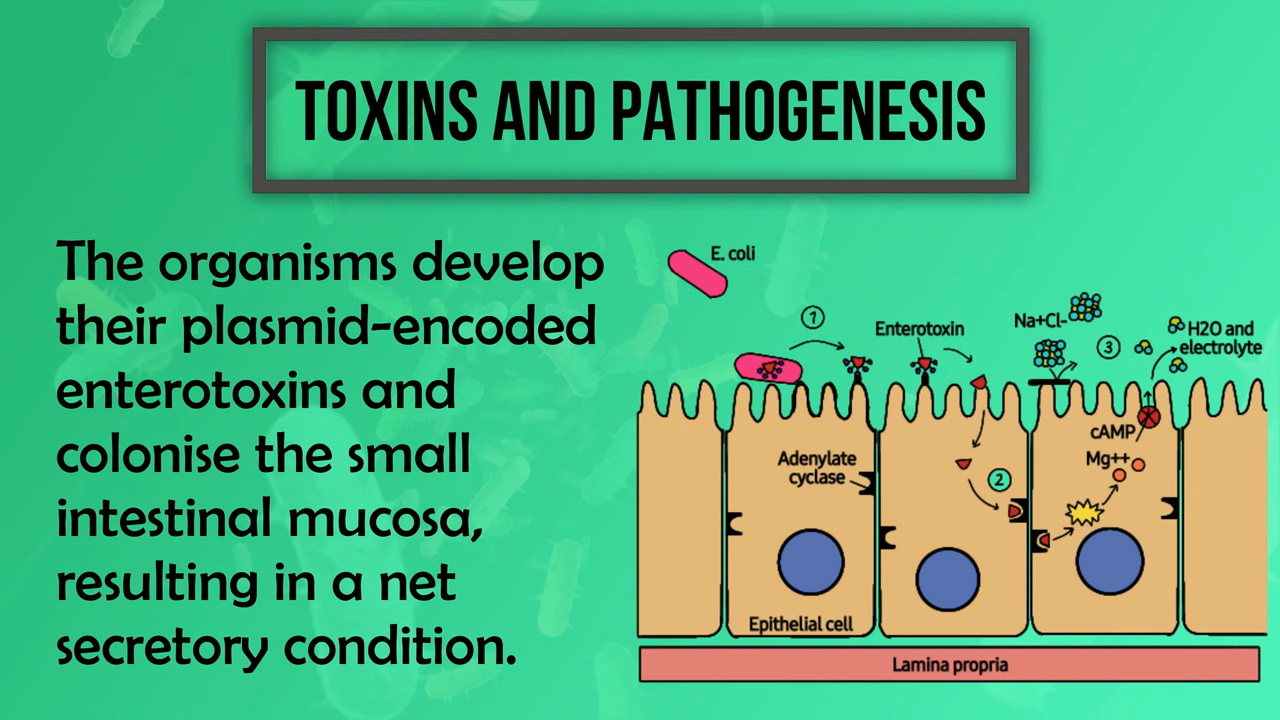 TOXINS AND PATHOGENESIS
The organisms develop
their plasmid-encoded
enterotoxins and
colonise the small
intestinal mucosa,
resulting in a net
secretory condition.
E. coli
1
Enterotoxin
Na+Cl-
3
H2O and
electrolyte
cAMP
Mg++
Adenylate
cyclase
2
Epithelial cell
Lamina propria